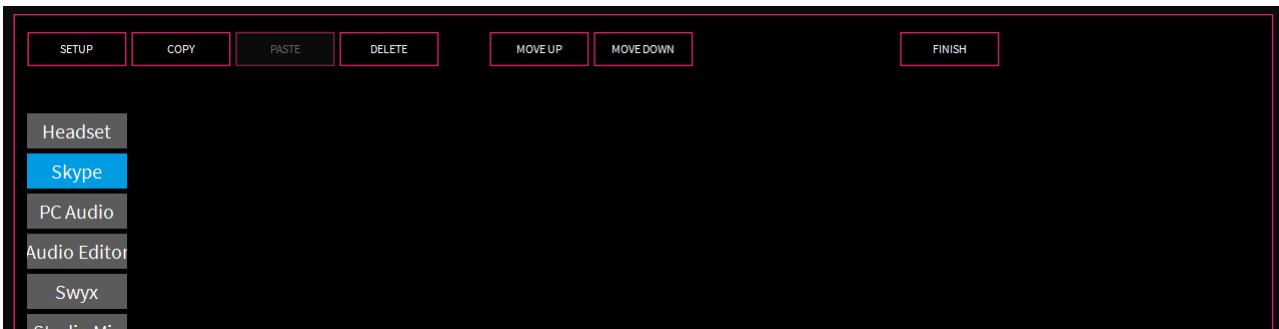 SETUP COPY PASTE DELETE MOVE UP MOVE DOWN FINISH
Headset
Skype
PC Audio
Audio Editor
Swyx